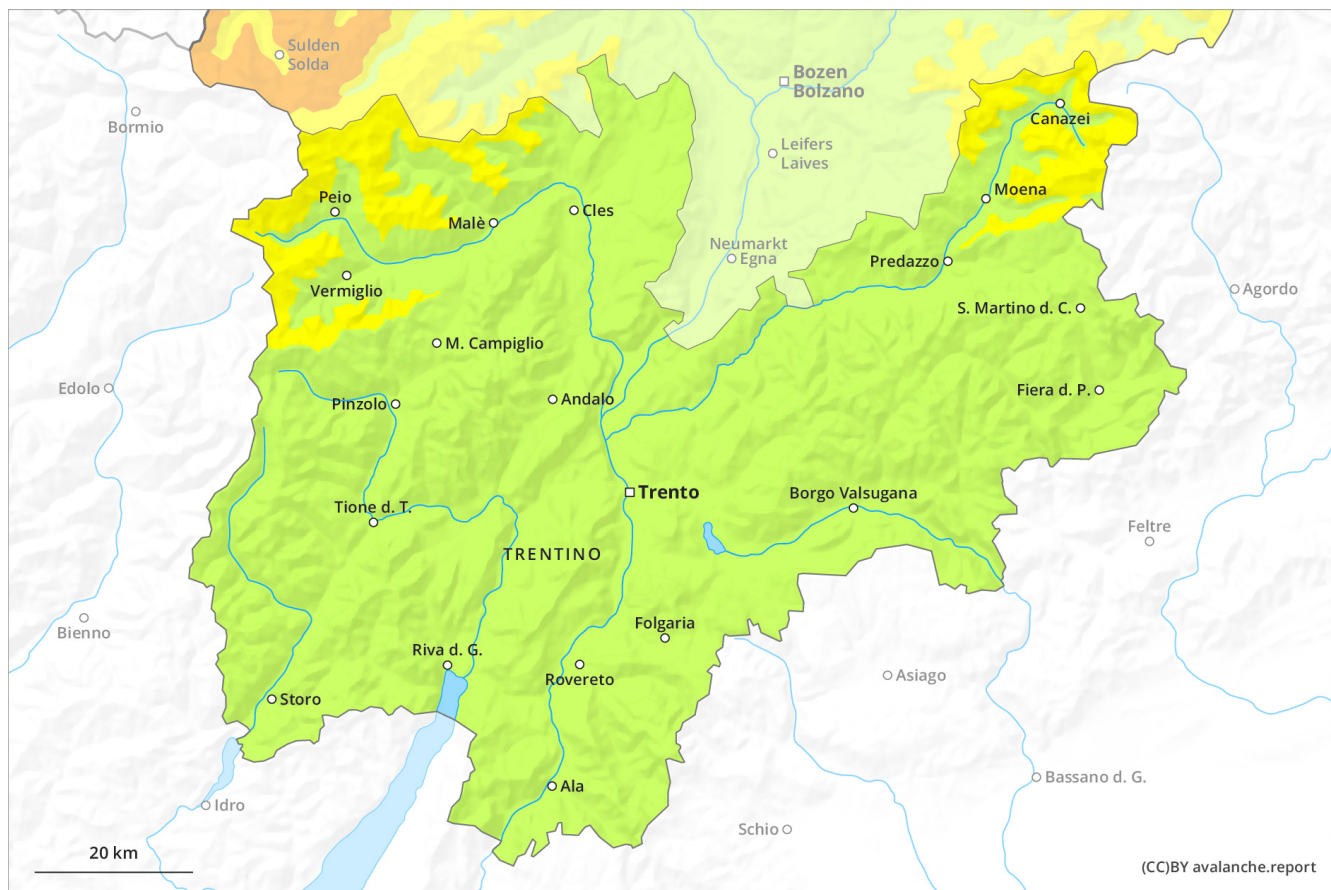 Sulden
Solda
Bozen
Bolzano
Bormio
Canazei
Leifers
Laives
Peio
Moena
Malè
Cles
Neumarkt
Egna
Predazzo
Vermiglio
Agordo
S. Martino d. C.
M. Campiglio
Edolo
Fiera d. P.
Pinzolo
Andalo
Trento
Borgo Valsugana
Tione d. T.
Feltre
TRENTINO
Bienno
Folgaria
Riva d. G.
Asiago
Rovereto
Storo
Bassano d. G.
Ala
Idro
Schio
20 km
(CC)BY avalanche.report